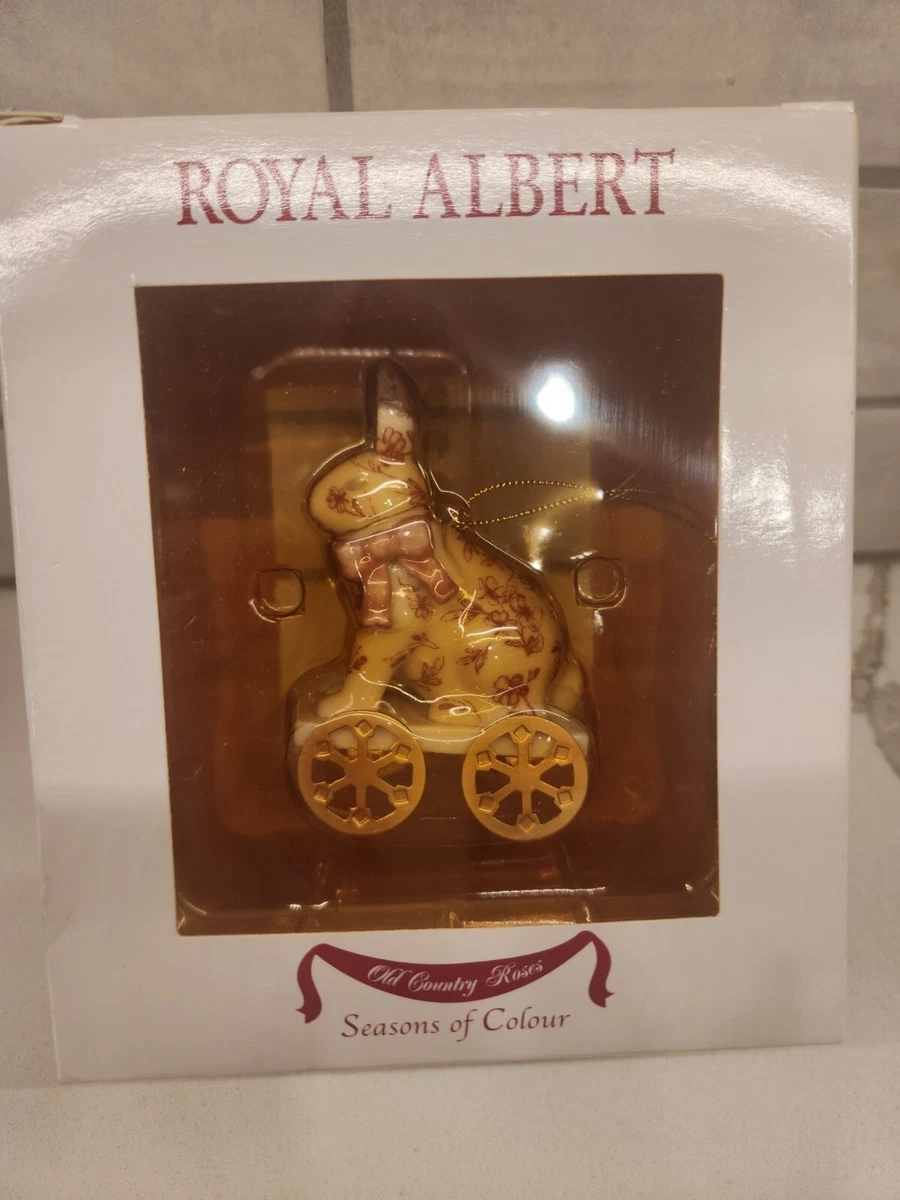 ROYAL ALBERT
Old Country Roses
Seasons of Colour